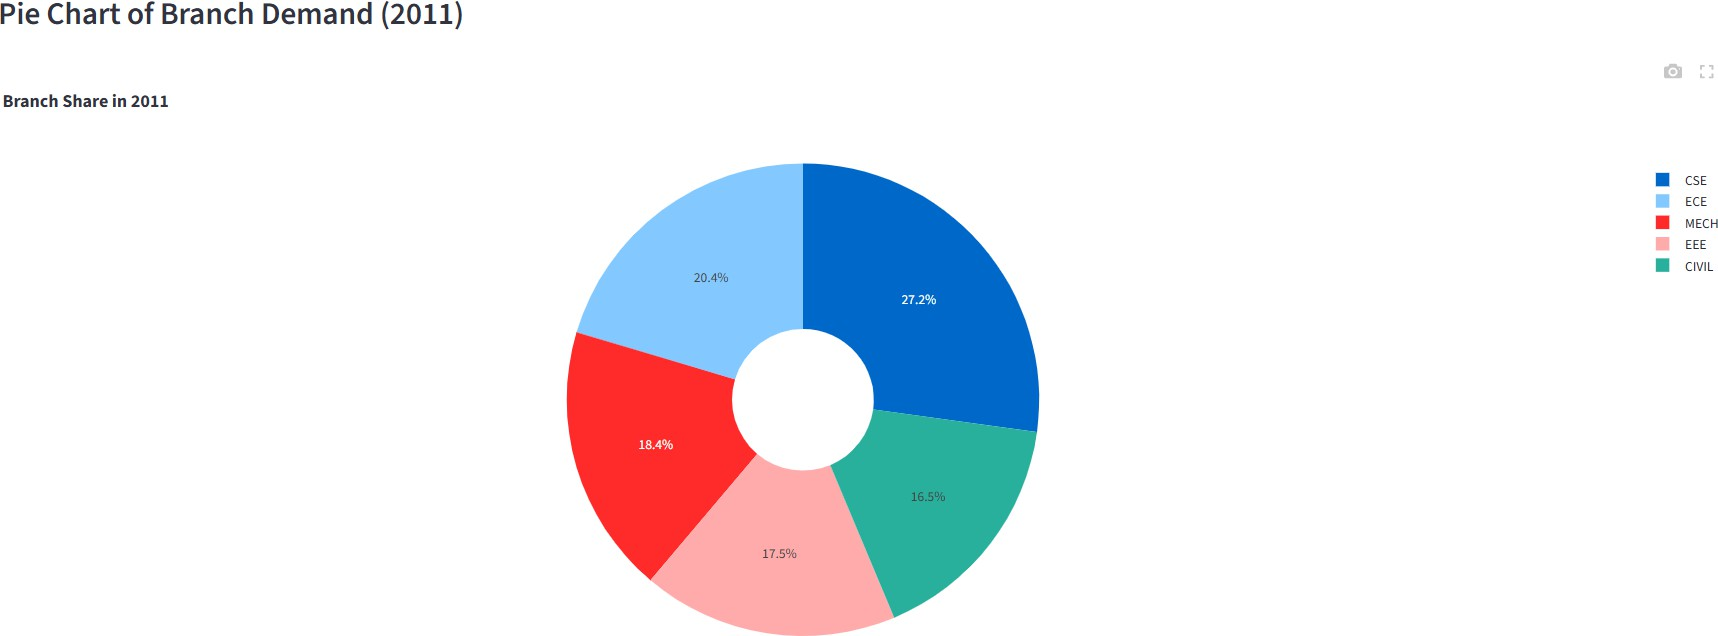 Pie Chart of Branch Demand (2011)
Branch Share in 2011
CSE
ECE
MECH
EEE
CIVIL
20.4%
27.2%
18.4%
16.5%
17.5%